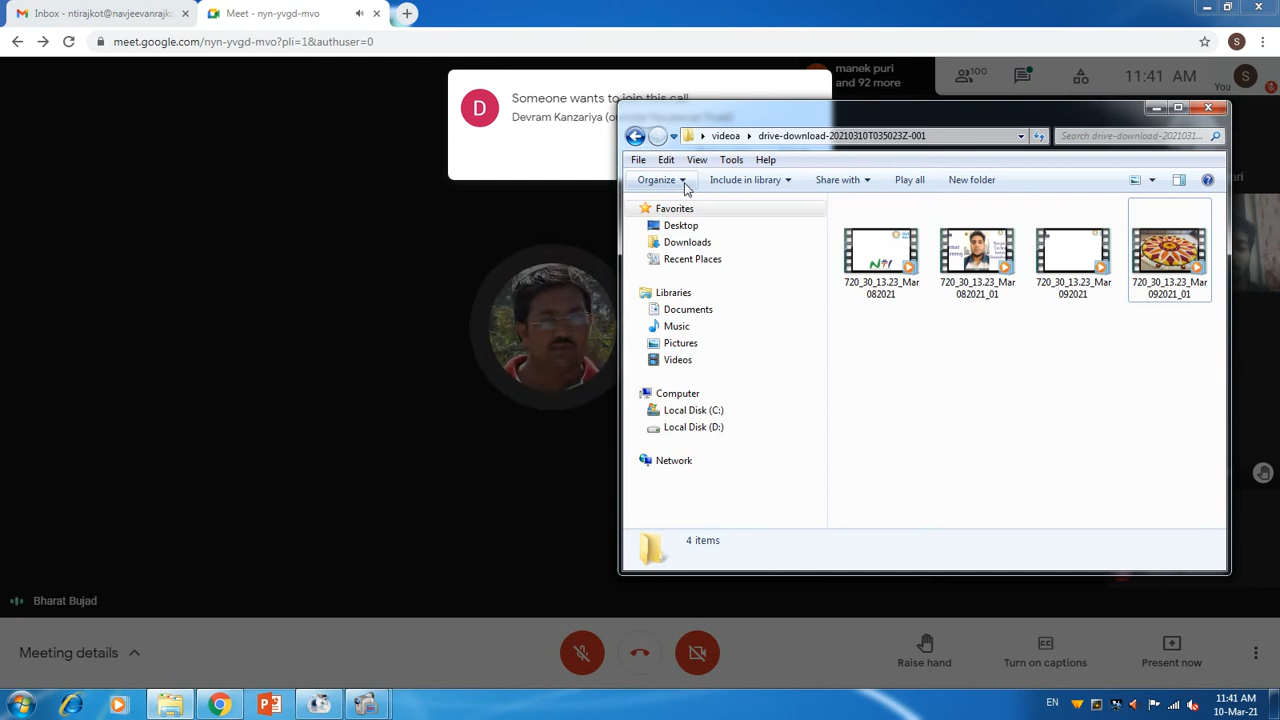 Inbox - ntirajkot@navjeevanrajko
Meet - nyn-yvgd-mvo
meet.google.com/nyn-yvgd-mvo?pli=1&authuser=0
S
manek puri
and 92 more
100
11:41 AM
S
You
D
Someone wants to join this call
Devram Kanzariya
videoa
drive-download-20210310T035023Z-001
Search drive-download-2021031...
File Edit View Tools Help
Organize Include in library Share with Play all New folder
Favorites
Desktop
Downloads
Recent Places
Libraries
Documents
Music
Pictures
Videos
Computer
Local Disk (C:)
Local Disk (D:)
Network
720_30_13.23_Mar
082021
720_30_13.23_Mar
082021_01
720_30_13.23_Mar
092021
720_30_13.23_Mar
092021_01
4 items
Bharat Bujad
Meeting details
Raise hand
Turn on captions
Present now
EN
11:41 AM
10-Mar-21